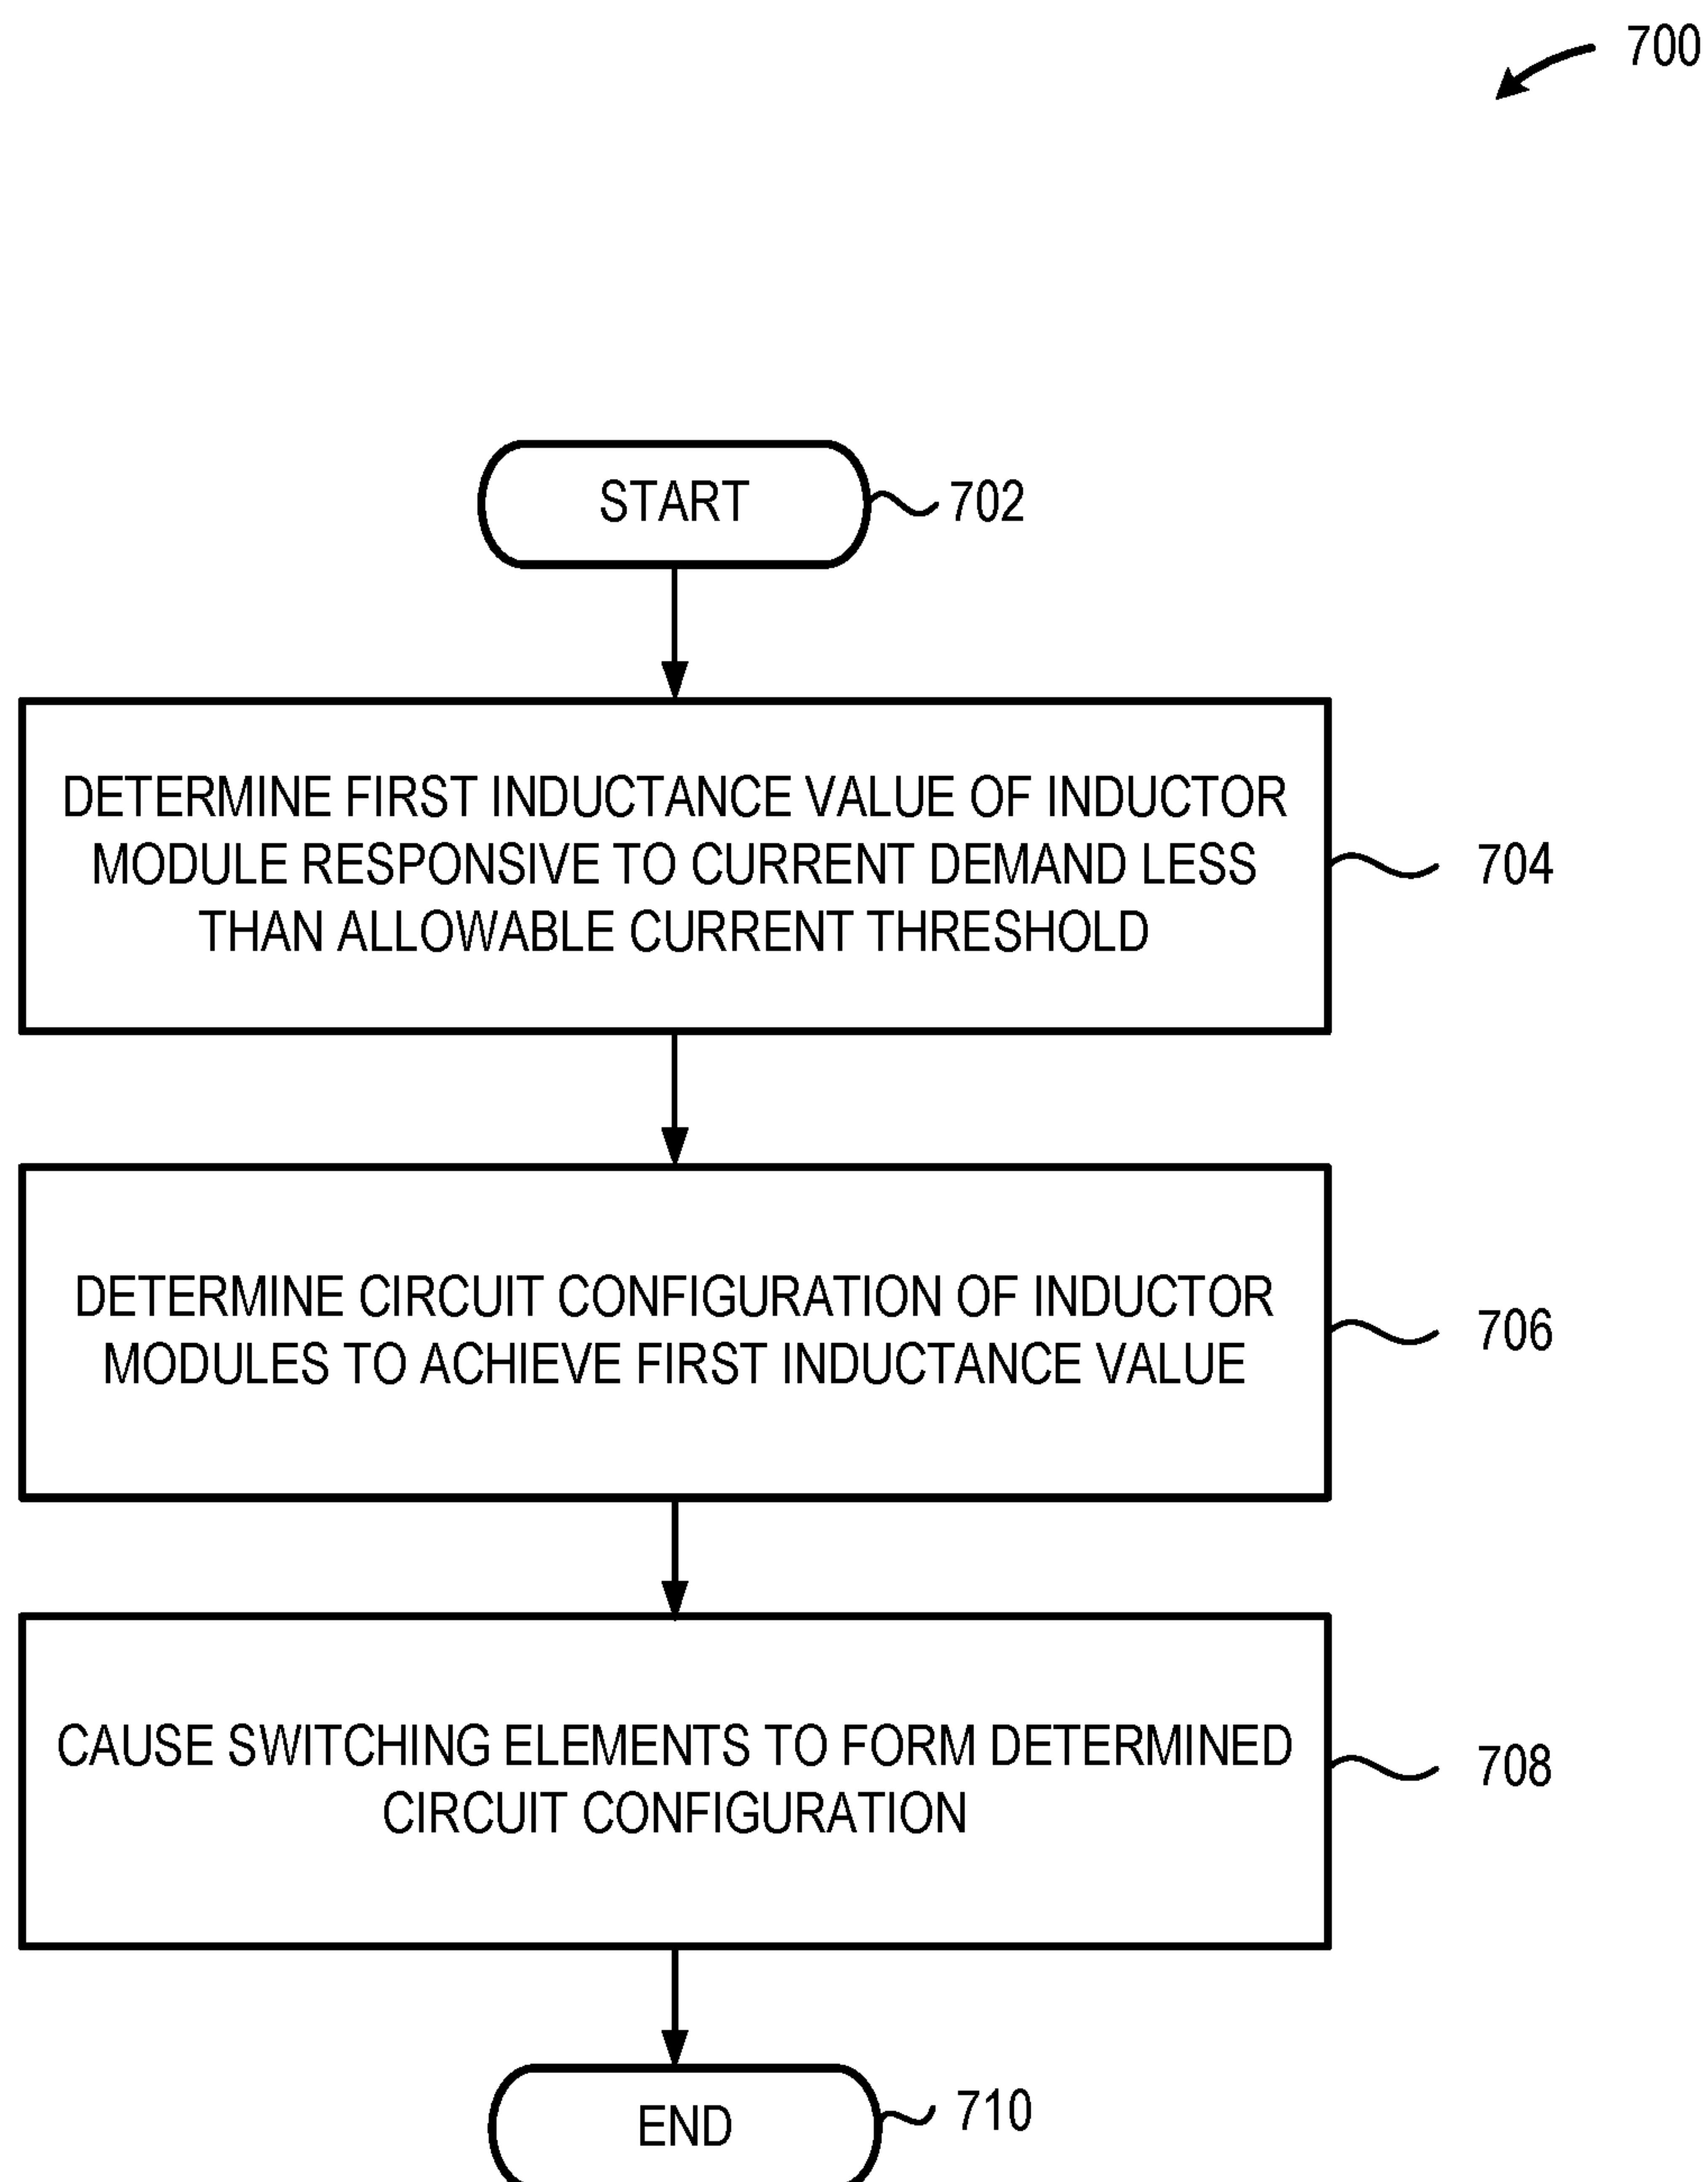 700
START
702
DETERMINE FIRST INDUCTANCE VALUE OF INDUCTOR
MODULE RESPONSIVE TO CURRENT DEMAND LESS
THAN ALLOWABLE CURRENT THRESHOLD
704
DETERMINE CIRCUIT CONFIGURATION OF INDUCTOR
MODULES TO ACHIEVE FIRST INDUCTANCE VALUE
706
CAUSE SWITCHING ELEMENTS TO FORM DETERMINED
CIRCUIT CONFIGURATION
708
END
710